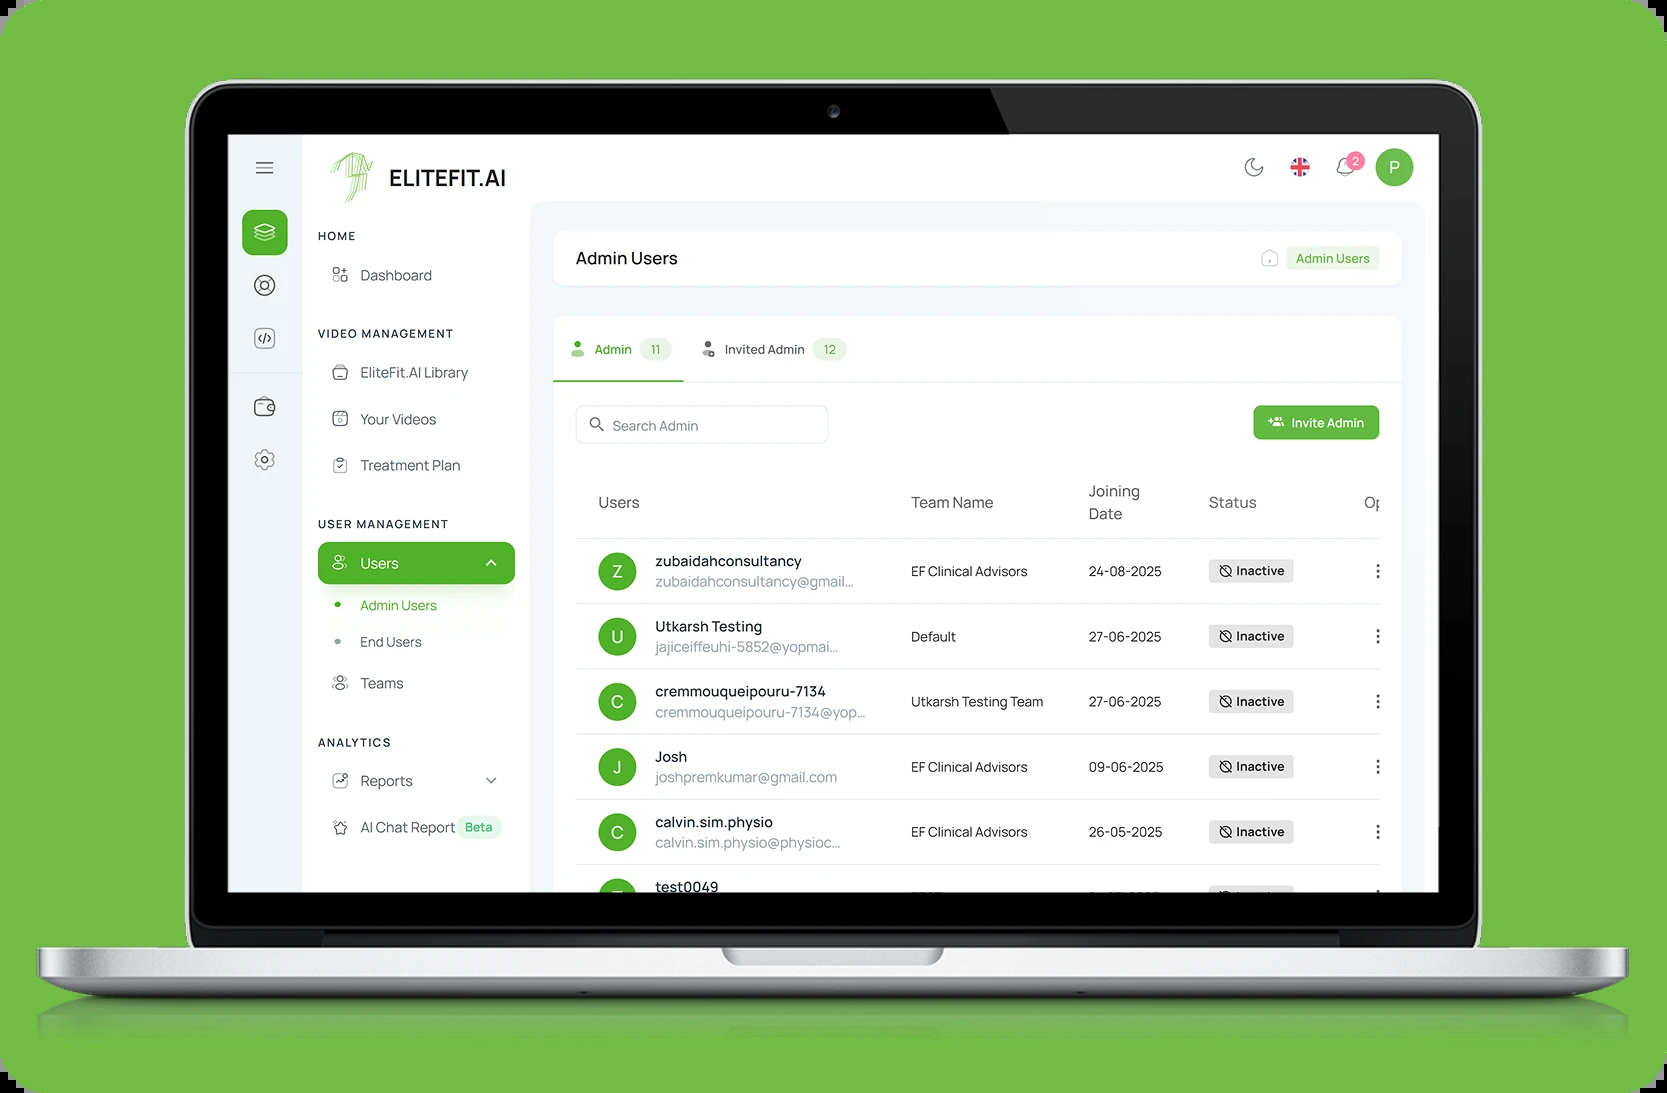 ELITEFIT.AI
2
P
HOME
Dashboard
VIDEO MANAGEMENT
EliteFit.AI Library
Your Videos
Treatment Plan
USER MANAGEMENT
Users
Admin Users
End Users
Teams
ANALYTICS
Reports
AI Chat Report Beta
Admin Users
Admin Users
Admin 11
Invited Admin 12
Search Admin
Invite Admin
Users Team Name Joining Date Status Op
Z zubaidahconsultancy EF Clinical Advisors 24-08-2025 Inactive
zubaidahconsultancy@gmail...
U Utkarsh Testing Default 27-06-2025 Inactive
jajiceiffeuhi-5852@yopmai...
C cremmouqueipouru-7134 Utkarsh Testing Team 27-06-2025 Inactive
cremmouqueipouru-7134@yop...
J Josh EF Clinical Advisors 09-06-2025 Inactive
joshpremkumar@gmail.com
C calvin.sim.physio EF Clinical Advisors 26-05-2025 Inactive
calvin.sim.physio@physioc...
test0049